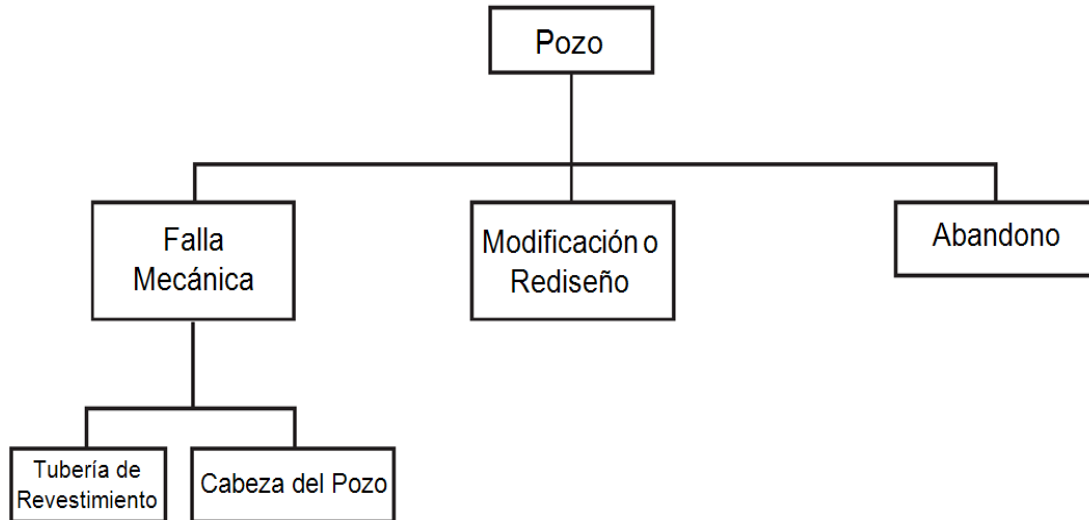 Pozo
Falla
Mecánica
Modificación o
Rediseño
Abandono
Tubería de
Revestimiento
Cabeza del Pozo